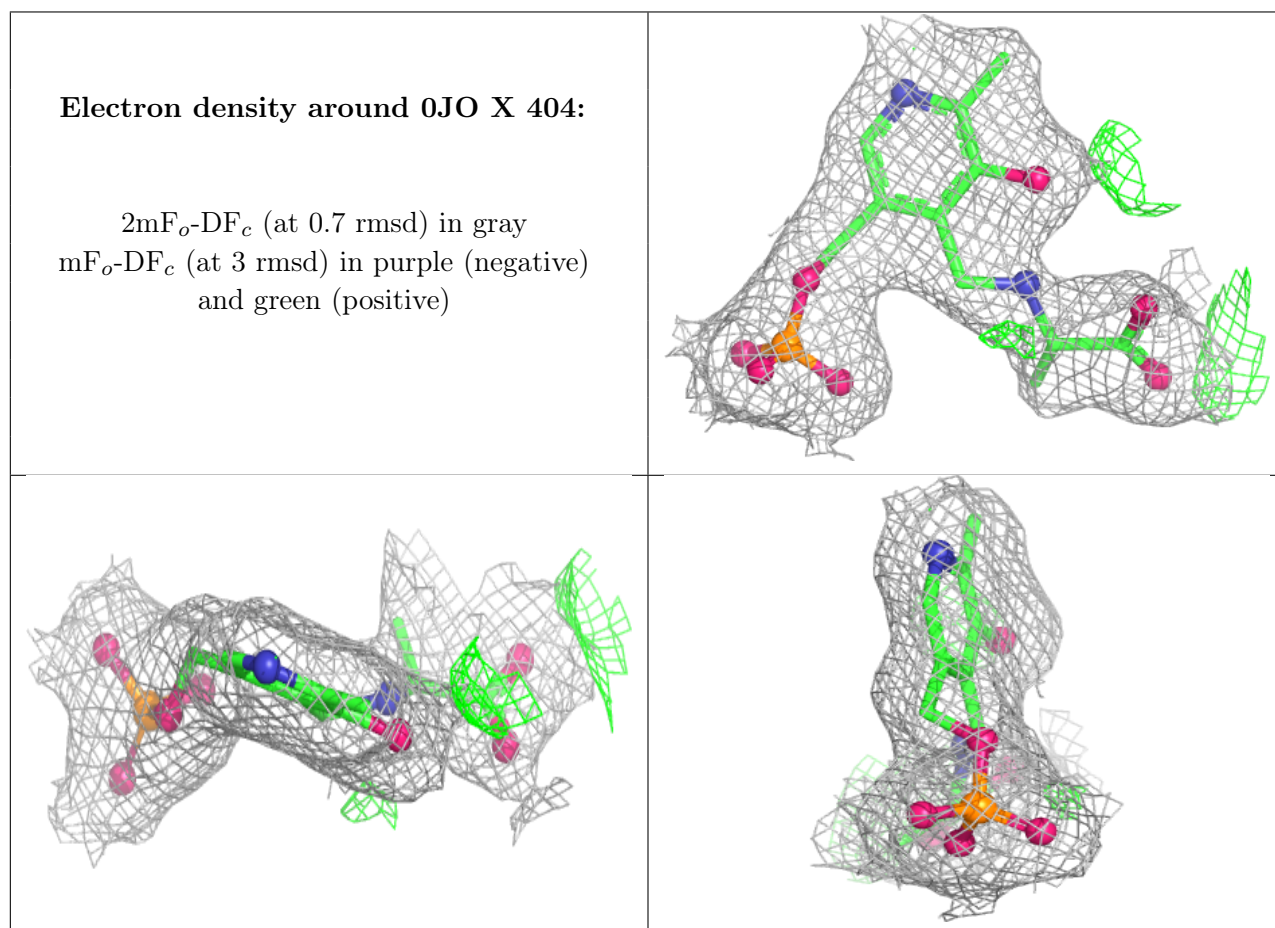 Electron density around 0JO X 404:
2mFo-DFc (at 0.7 rmsd) in gray
mFo-DFc (at 3 rmsd) in purple (negative)
and green (positive)